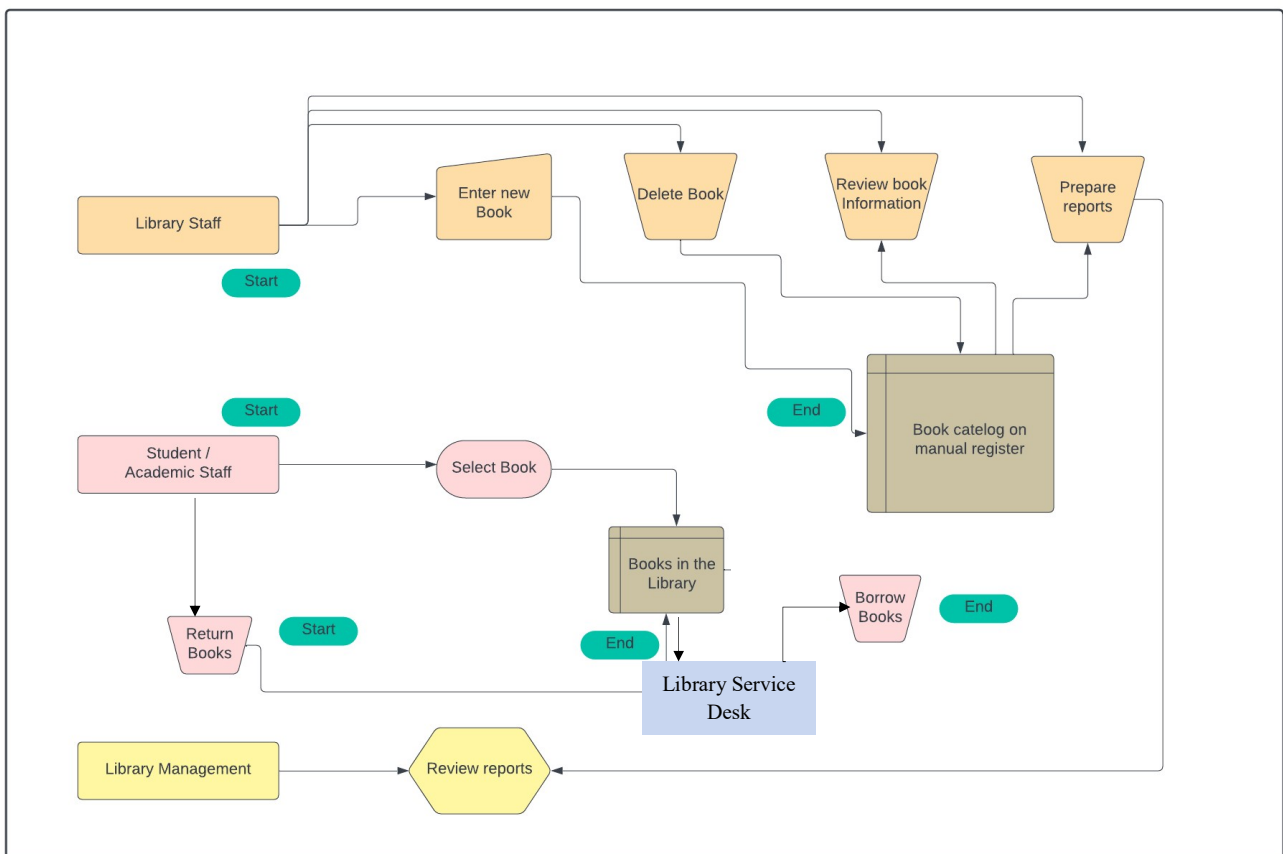 Enter new
Book
Delete Book
Review book
Information
Prepare
reports
Library Staff
Start
Start
End
Book catelog on
manual register
Student /
Academic Staff
Select Book
Books in the
Library
Borrow
Books
End
Return
Books
Start
End
Library Service
Desk
Library Management
Review reports